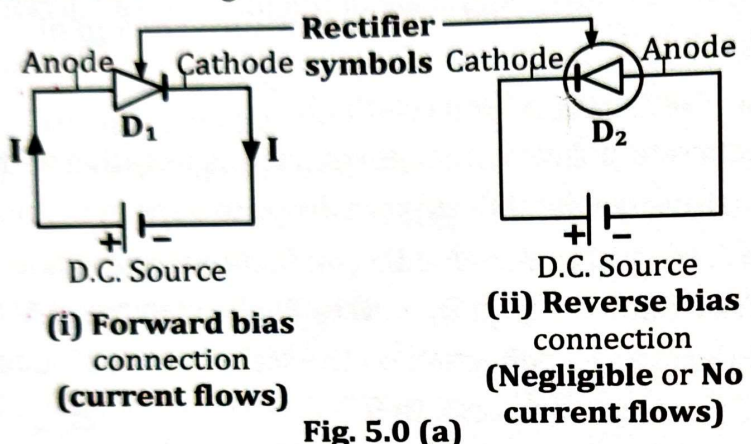 Rectifier
symbols
Anode
Cathode
D₁
I
I
+
−
D.C. Source
(i) Forward bias
connection
(current flows)
Cathode
Anode
D₂
+
−
D.C. Source
(ii) Reverse bias
connection
(Negligible or No
current flows)
Fig. 5.0 (a)